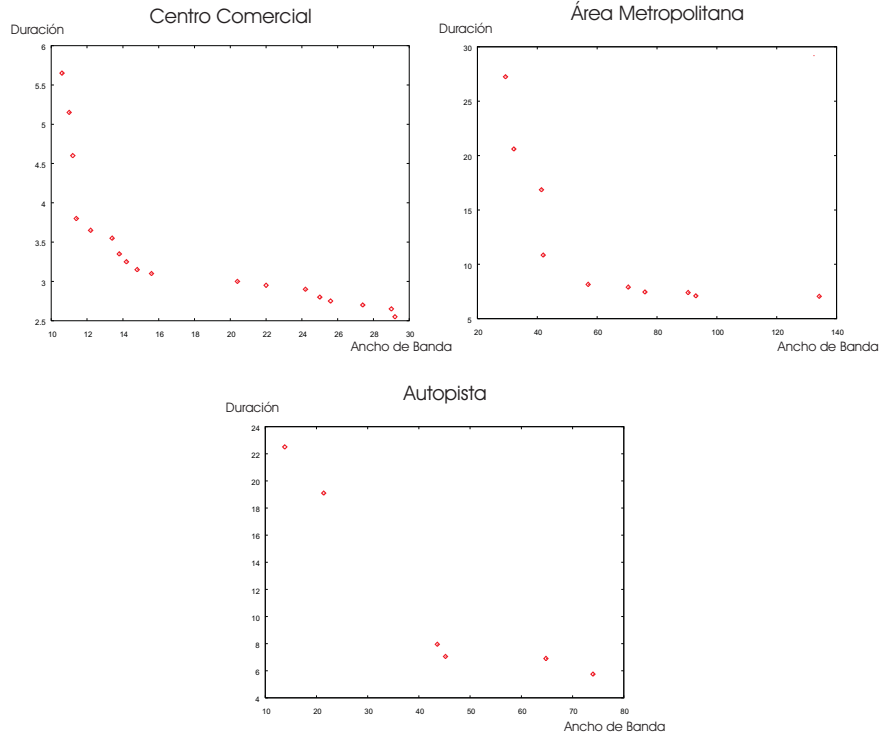 Centro Comercial
Duración
6
5.5
5
4.5
4
3.5
3
2.5
10 12 14 16 18 20 22 24 26 28 30
Ancho de Banda
Área Metropolitana
Duración
30
25
20
15
10
5
20 40 60 80 100 120 140
Ancho de Banda
Autopista
Duración
24
22
20
18
16
14
12
10
8
6
4
10 20 30 40 50 60 70 80
Ancho de Banda